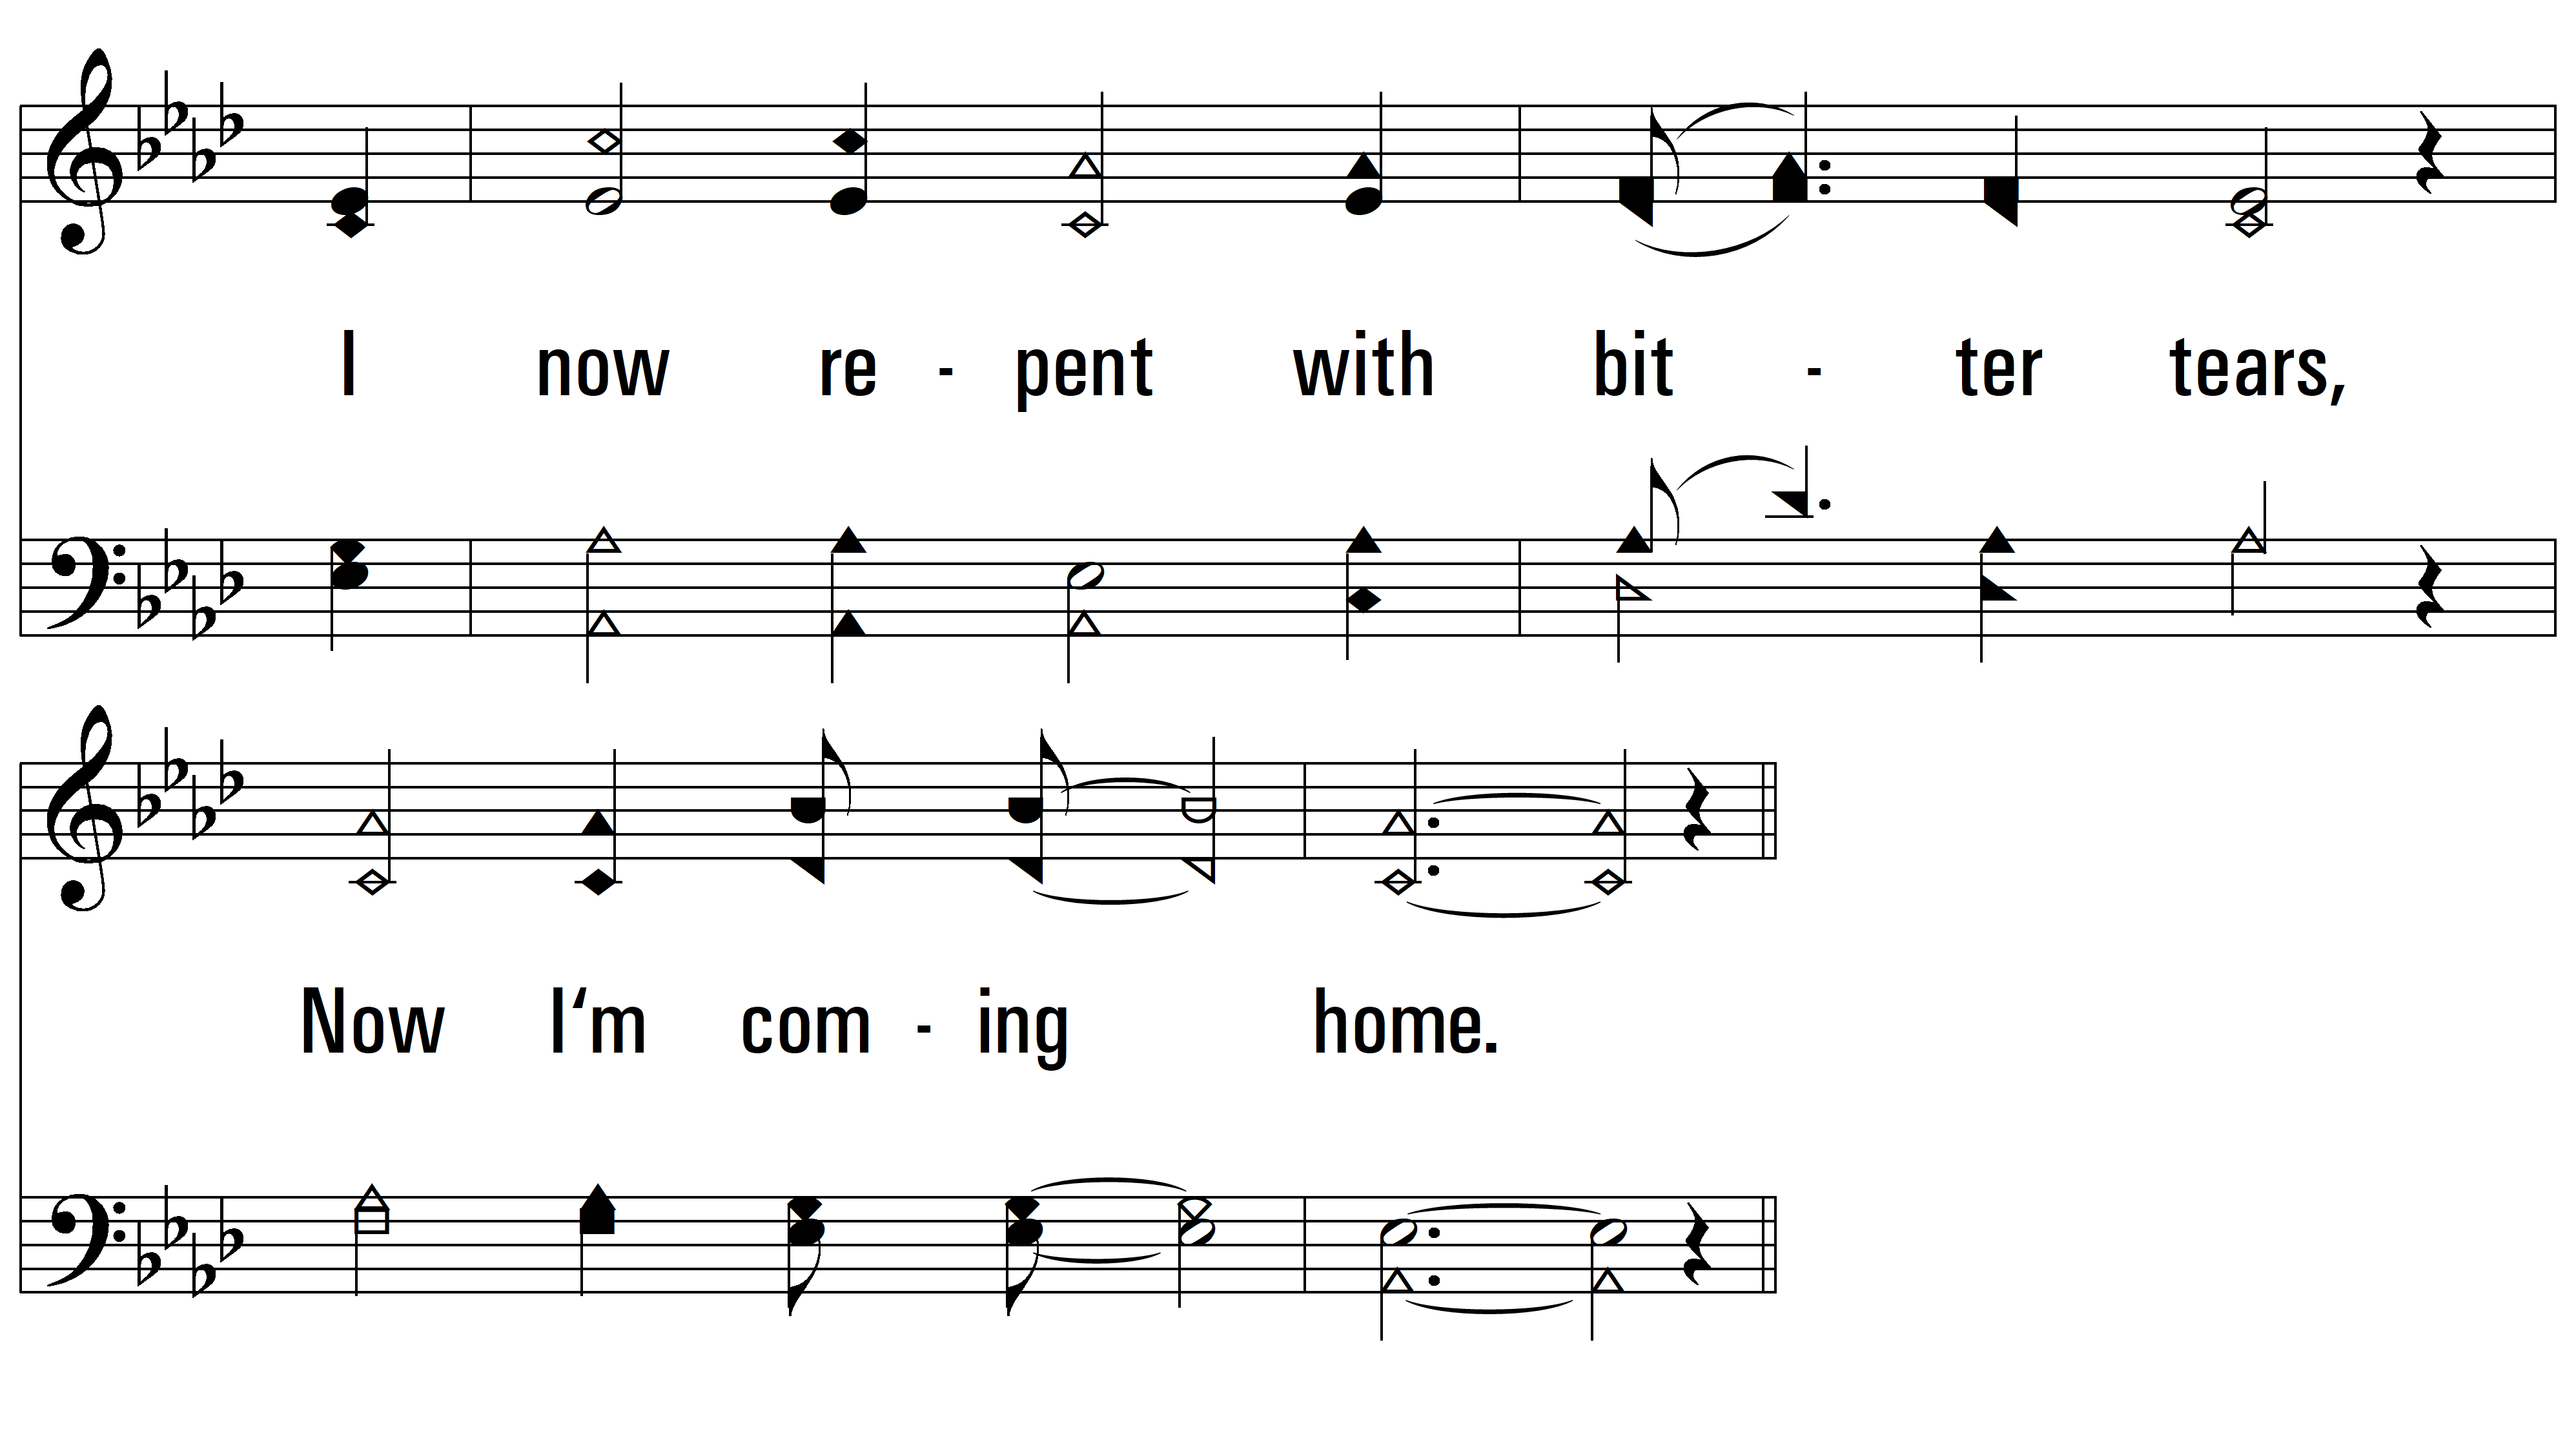 I now re - pent with bit - ter tears,
Now I‘m com - ing home.